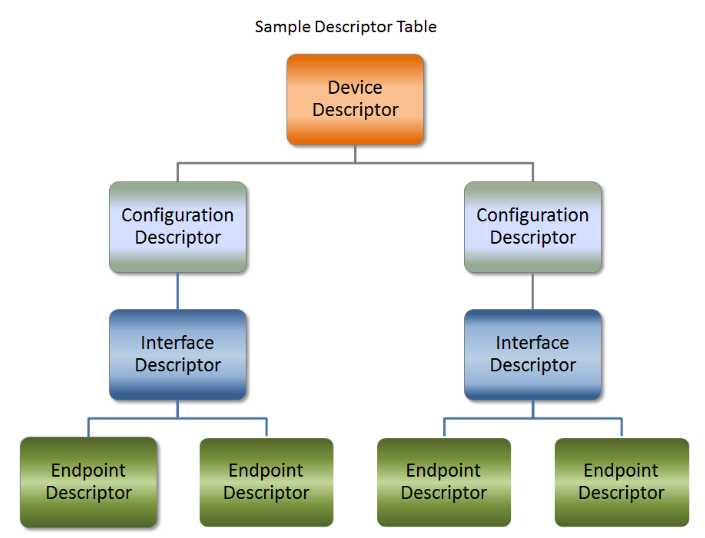 Sample Descriptor Table
Device
Descriptor
Configuration
Descriptor
Configuration
Descriptor
Interface
Descriptor
Interface
Descriptor
Endpoint
Descriptor
Endpoint
Descriptor
Endpoint
Descriptor
Endpoint
Descriptor